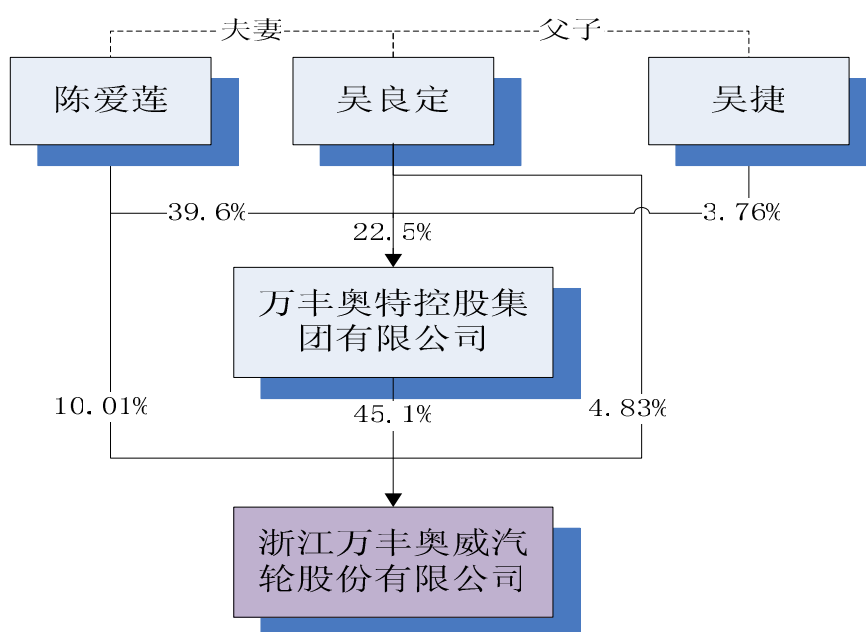 夫妻
父子
陈爱莲
吴良定
吴捷
39.6%
3.76%
22.5%
万丰奥特控股集
团有限公司
10.01%
45.1%
4.83%
浙江万丰奥威汽
轮股份有限公司